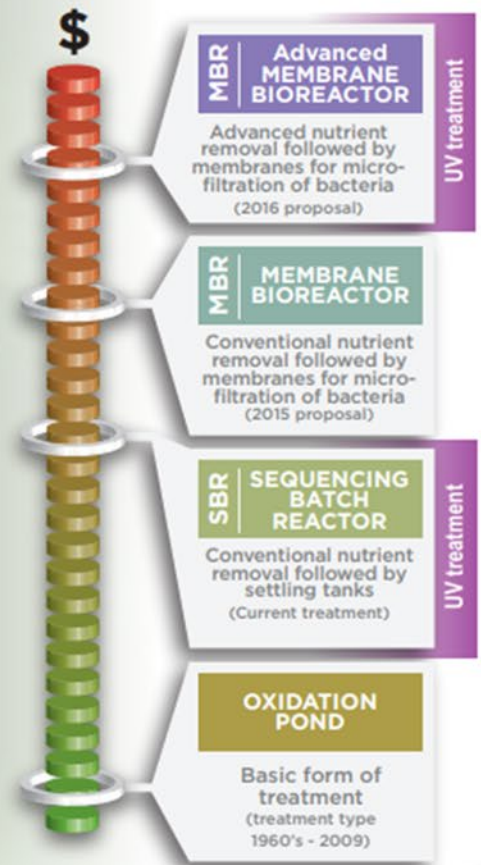 $
MBR
Advanced
MEMBRANE
BIOREACTOR
Advanced nutrient
removal followed by
membranes for micro-
filtration of bacteria
(2016 proposal)
UV treatment
MBR
MEMBRANE
BIOREACTOR
Conventional nutrient
removal followed by
membranes for micro-
filtration of bacteria
(2015 proposal)
SBR
SEQUENCING
BATCH
REACTOR
Conventional nutrient
removal followed by
settling tanks
(Current treatment)
UV treatment
OXIDATION
POND
Basic form of
treatment
(treatment type
1960's - 2009)